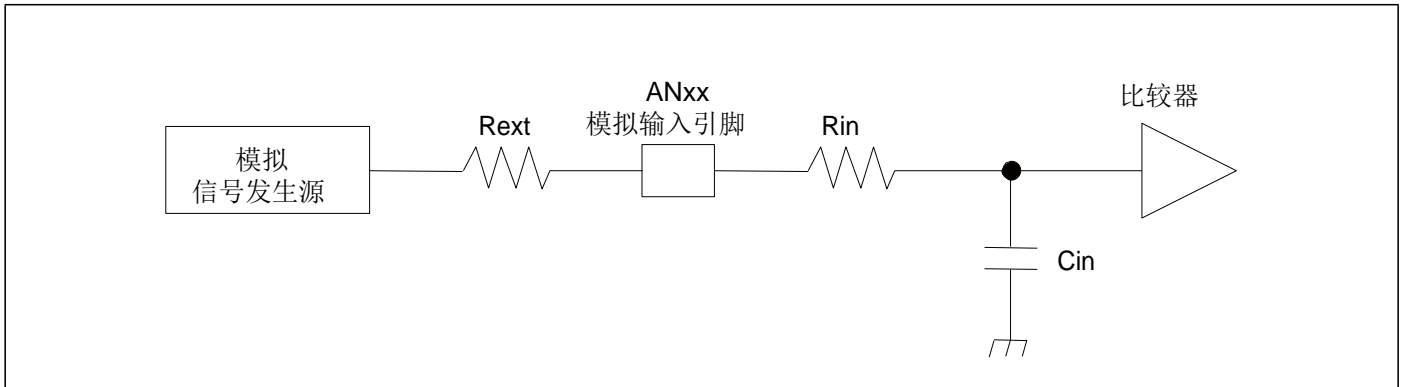 模拟
信号发生源
Rext
ANxx
模拟输入引脚
Rin
Cin
比较器